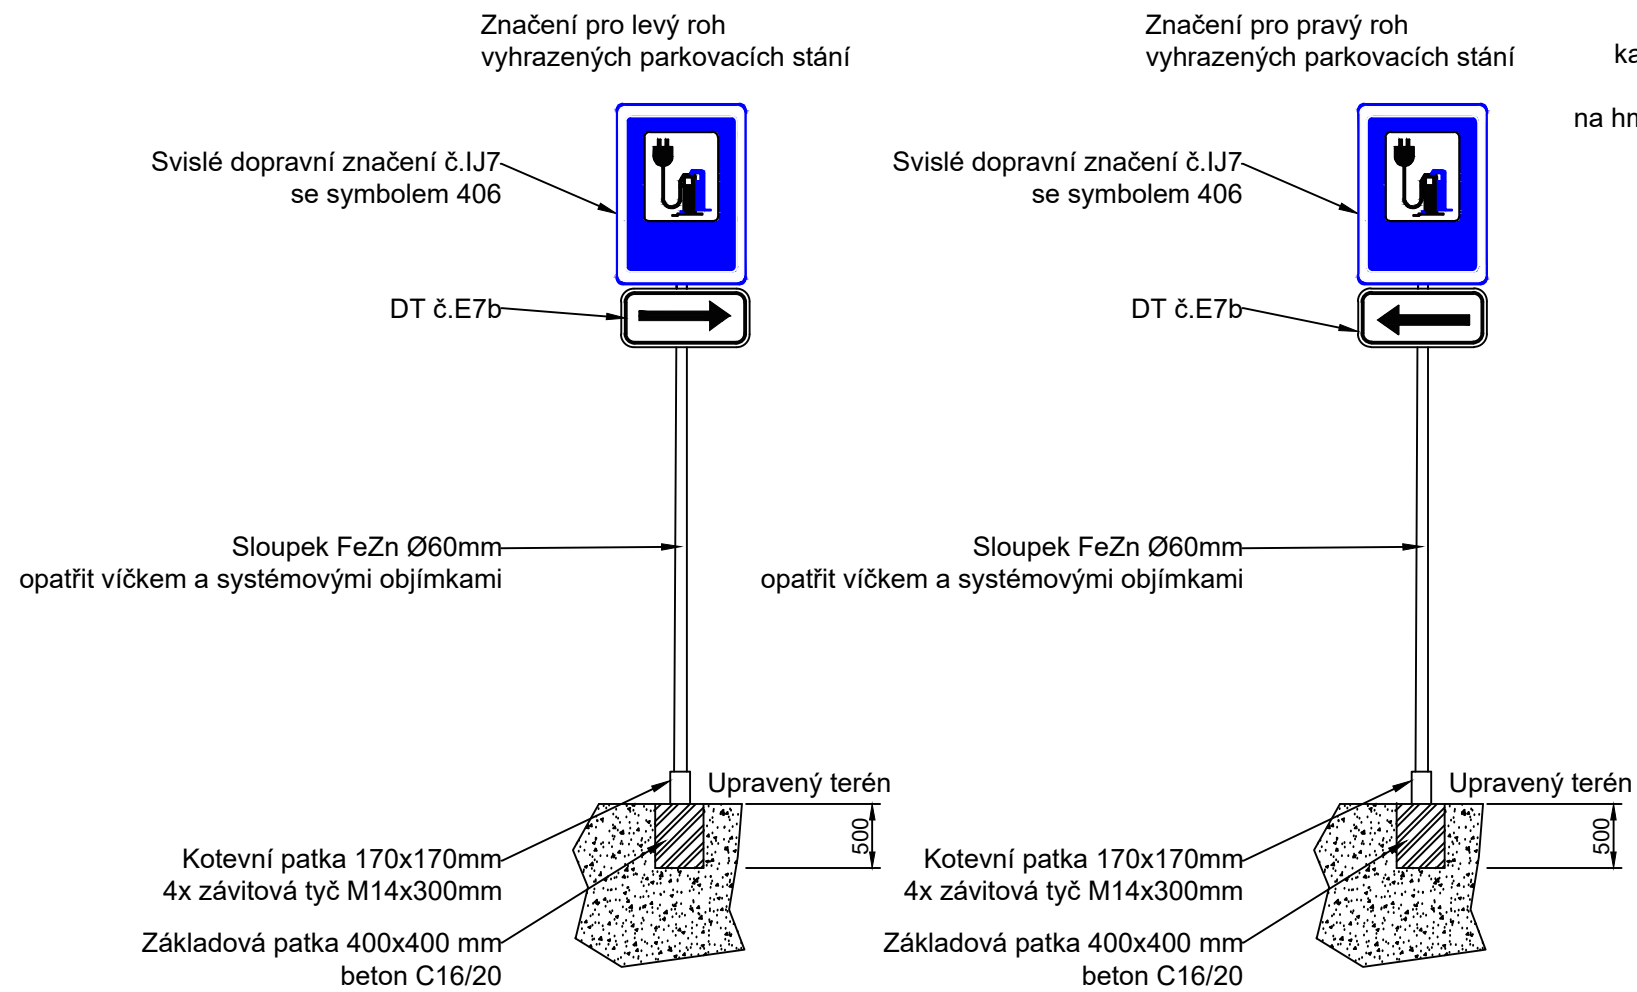 Značení pro levý roh
vyhrazených parkovacích stání
Svislé dopravní značení č.IJ7
se symbolem 406
DT č.E7b
Sloupek FeZn Ø60mm
opatřit víčkem a systémovými objímkami
Upravený terén
500
Kotevní patka 170x170mm
4x závitová tyč M14x300mm
Základová patka 400x400 mm
beton C16/20
Značení pro pravý roh
vyhrazených parkovacích stání
Svislé dopravní značení č.IJ7
se symbolem 406
DT č.E7b
Sloupek FeZn Ø60mm
opatřit víčkem a systémovými objímkami
Upravený terén
500
Kotevní patka 170x170mm
4x závitová tyč M14x300mm
Základová patka 400x400 mm
beton C16/20
na